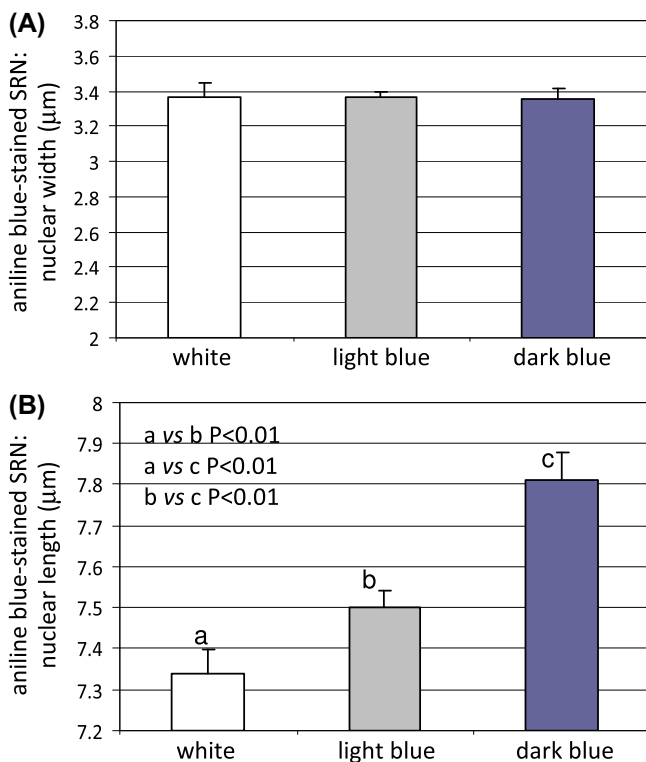 (A)
aniline blue-stained SRN:
nuclear width (μm)
3.8
3.6
3.4
3.2
3
2.8
2.6
2.4
2.2
2
white light blue dark blue
(B)
aniline blue-stained SRN:
nuclear length (μm)
8
7.9
7.8
7.7
7.6
7.5
7.4
7.3
7.2
a vs b P<0.01
a vs c P<0.01
b vs c P<0.01
a
b
c
white light blue dark blue